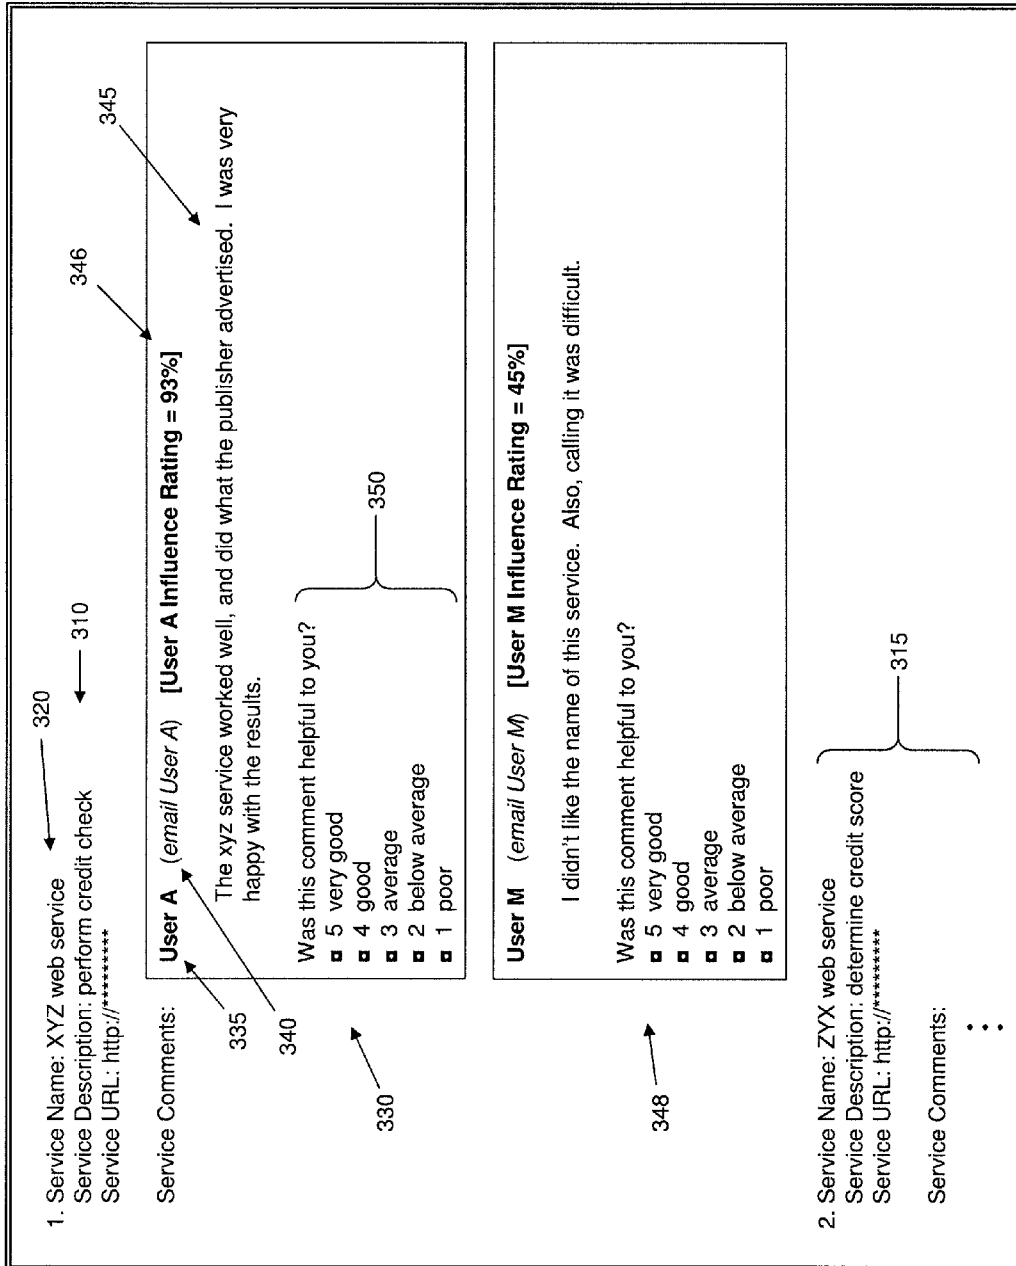 320
310
1. Service Name: XYZ web service
Service Description: perform credit check
Service URL: http://*********
346
345
Service Comments:
User A (email User A) [User A Influence Rating = 93%]
The xyz service worked well, and did what the publisher advertised. I was very
happy with the results.
335
340
Was this comment helpful to you?
5 very good
4 good
3 average
2 below average
1 poor
350
330
User M (email User M) [User M Influence Rating = 45%]
I didn't like the name of this service. Also, calling it was difficult.
Was this comment helpful to you?
5 very good
4 good
3 average
2 below average
1 poor
348
2. Service Name: ZYX web service
Service Description: determine credit score
Service URL: http://*********
315
Service Comments: